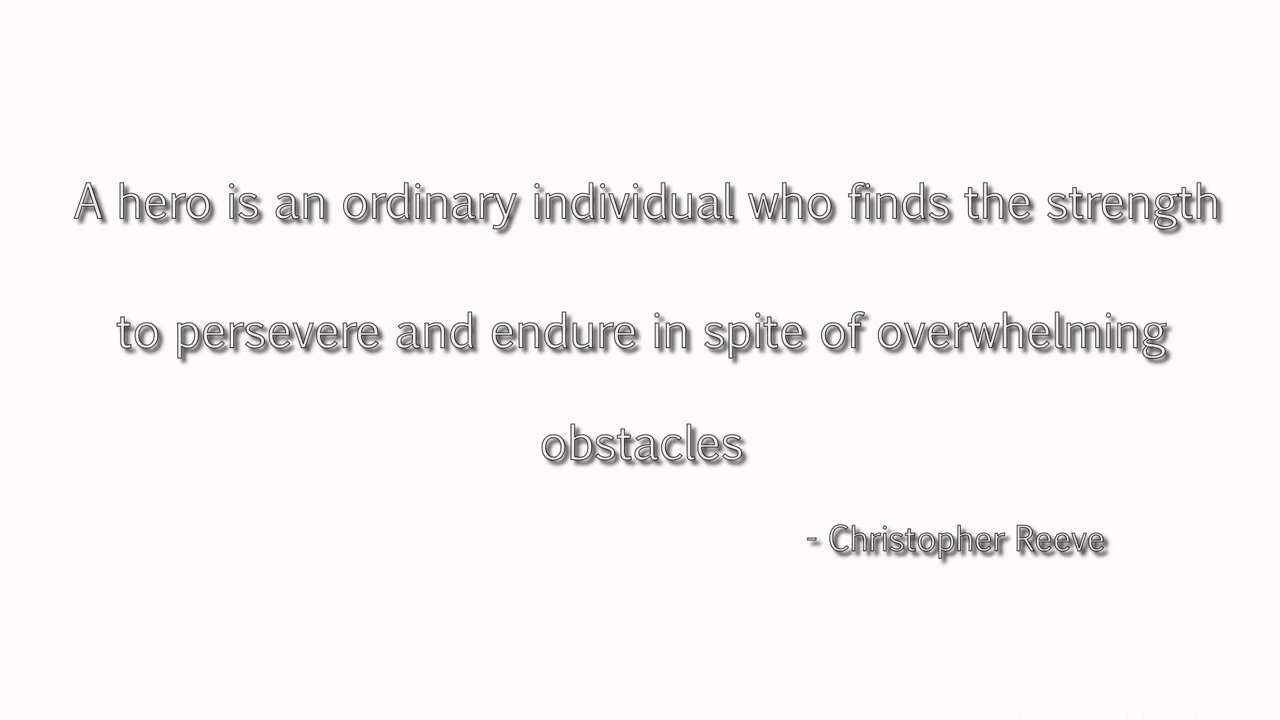 A hero is an ordinary individual who finds the strength
to persevere and endure in spite of overwhelming
obstacles
- Christopher Reeve